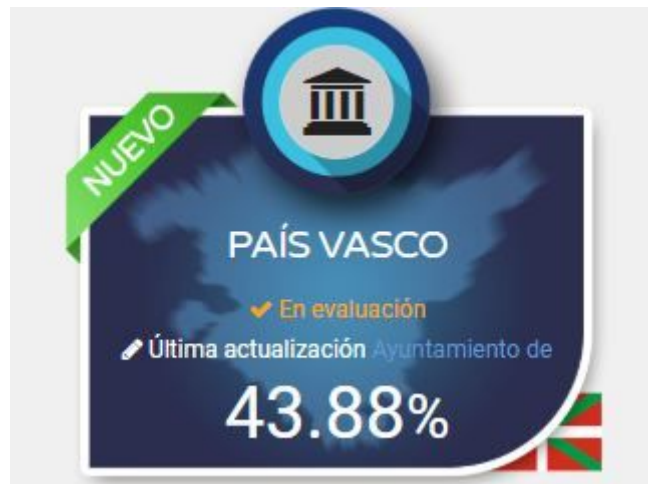 NUEVO
PAÍS VASCO
En evaluación
Última actualización Ayuntamiento de
43.88%